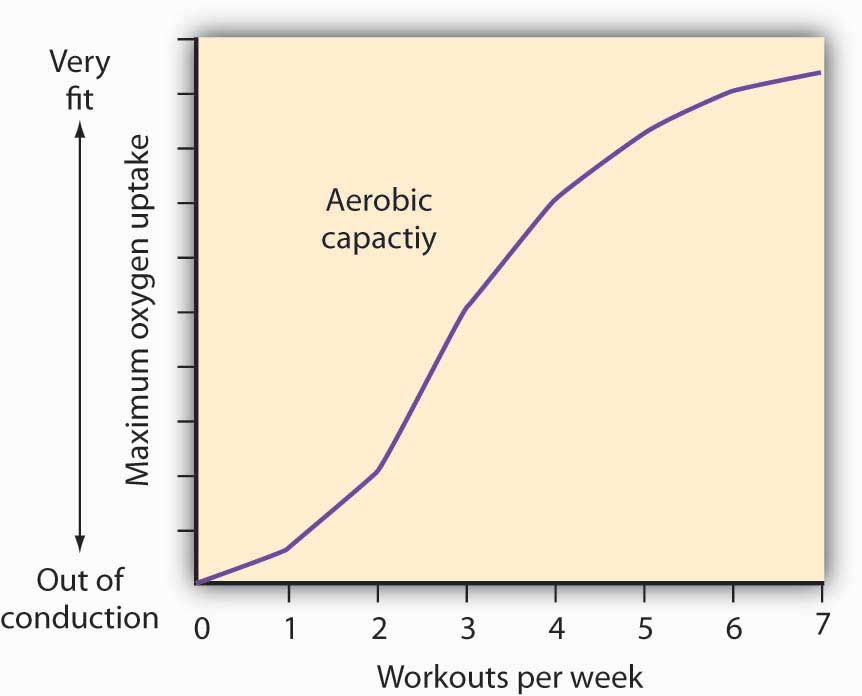 Very
fit
Maximum oxygen uptake
Aerobic
capactiy
Out of
conduction
0 1 2 3 4 5 6 7
Workouts per week